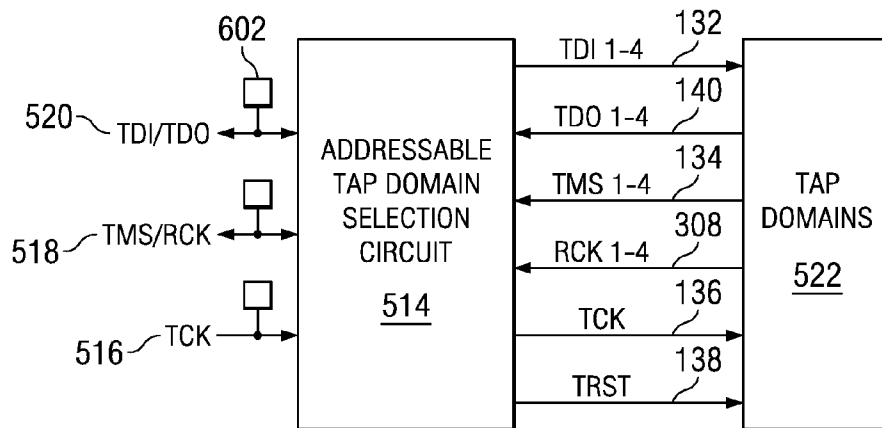 602
520 TDI/TDO
518 TMS/RCK
516 TCK
ADDRESSABLE
TAP DOMAIN
SELECTION
CIRCUIT
514
TDI 1-4 132
TDO 1-4 140
TMS 1-4 134
RCK 1-4 308
TCK 136
TRST 138
TAP
DOMAINS
522